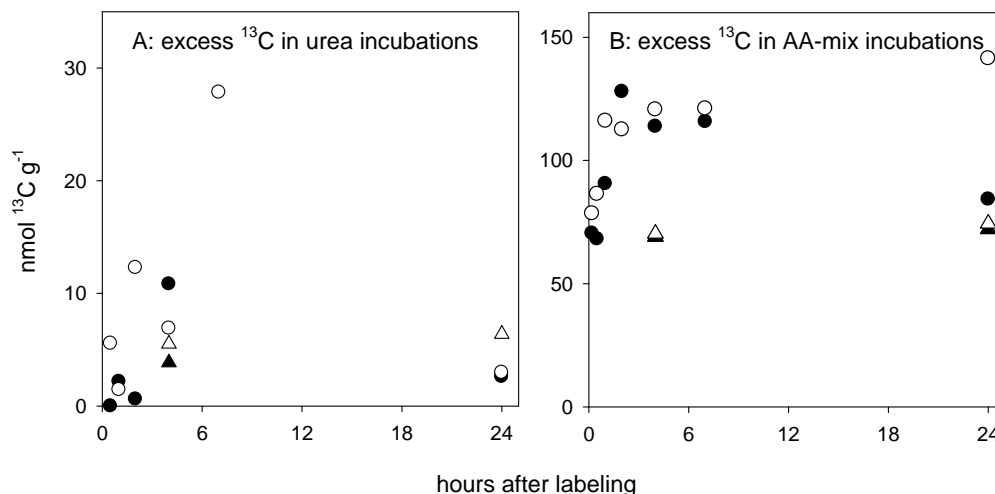 A: excess ¹³C in urea incubations
B: excess ¹³C in AA-mix incubations
nmol ¹³C g⁻¹
30
20
10
0
0 6 12 18 24
150
100
50
0
0 6 12 18 24
hours after labeling